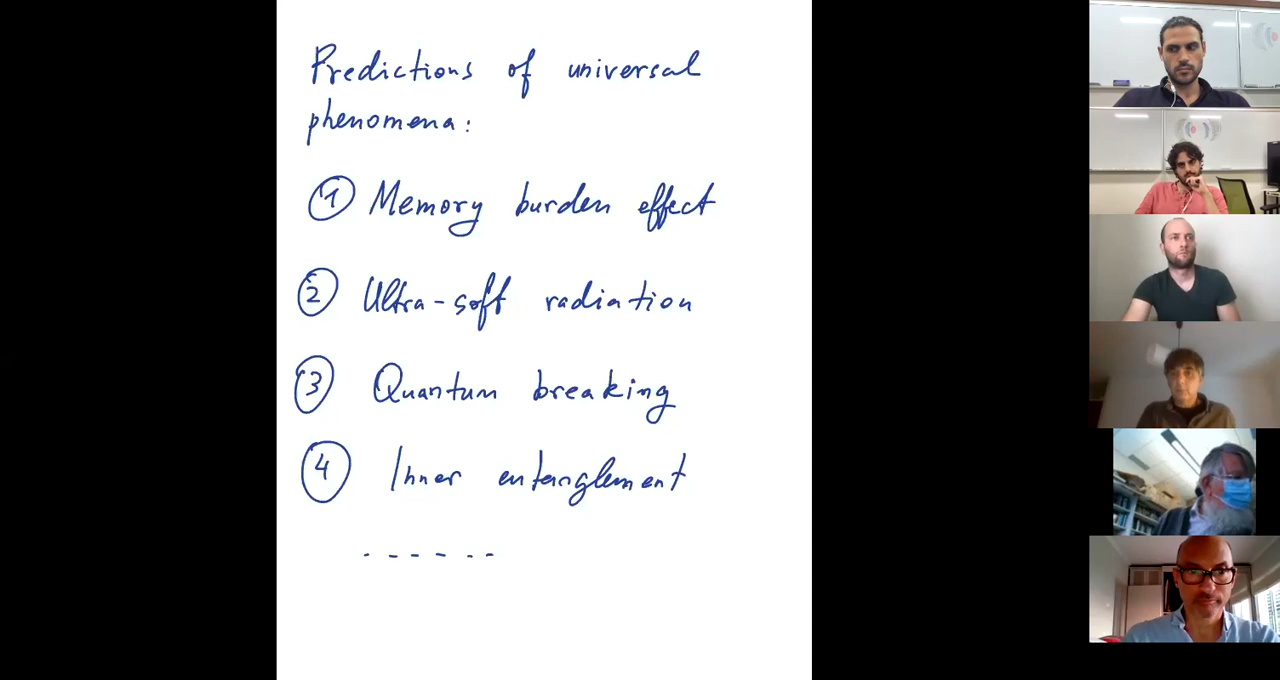 Predictions of universal
phenomena:
1 Memory burden effect
2 Ultra-soft radiation
3 Quantum breaking
4 Inner entanglement